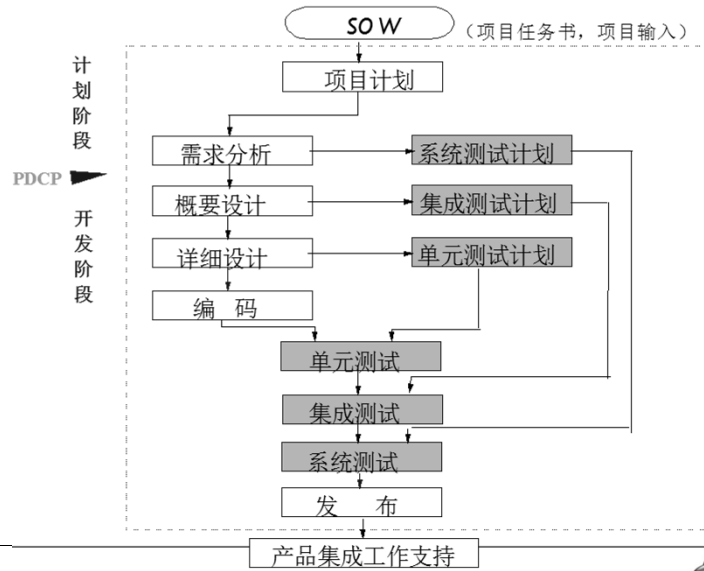 SOW
（项目任务书，项目输入）
项目计划
计划阶段
需求分析
系统测试计划
PDCP
概要设计
集成测试计划
开发阶段
详细设计
单元测试计划
编 码
单元测试
集成测试
系统测试
发 布
产品集成工作支持